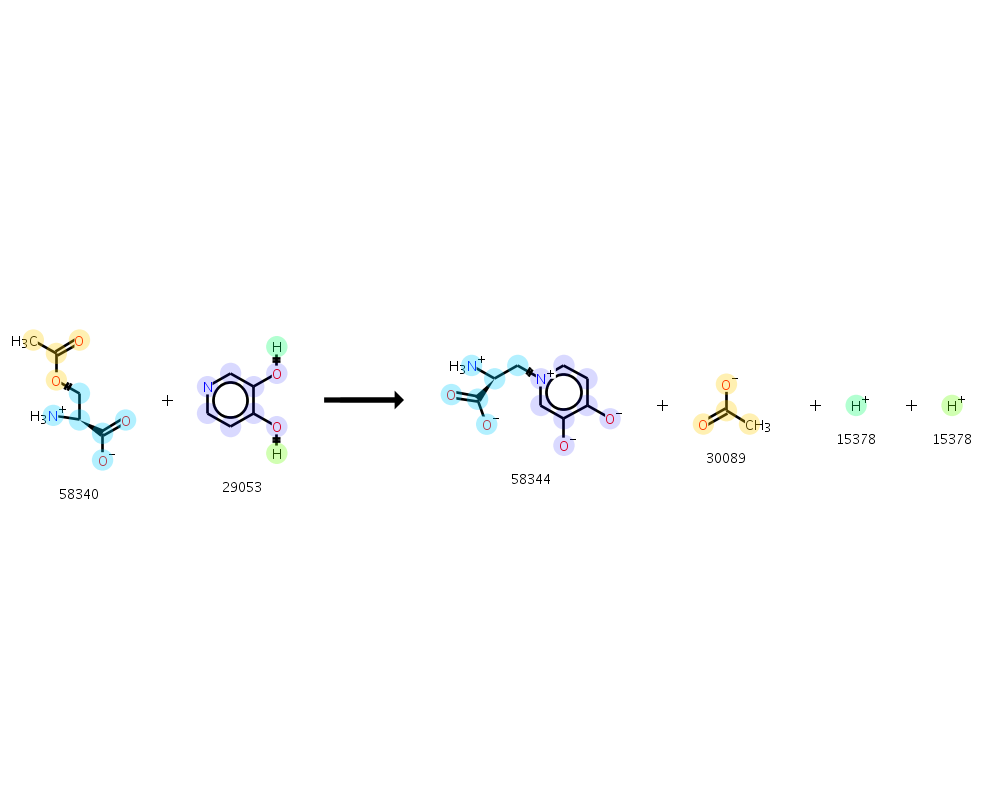 H₃C O O H₃N⁺ O O⁻
58340
+
N O H O H
29053
H₃N⁺ O O⁻ N⁺ O⁻ O⁻
58344
+
O⁻ O CH₃
30089
+
H⁺
15378
+
H⁺
15378